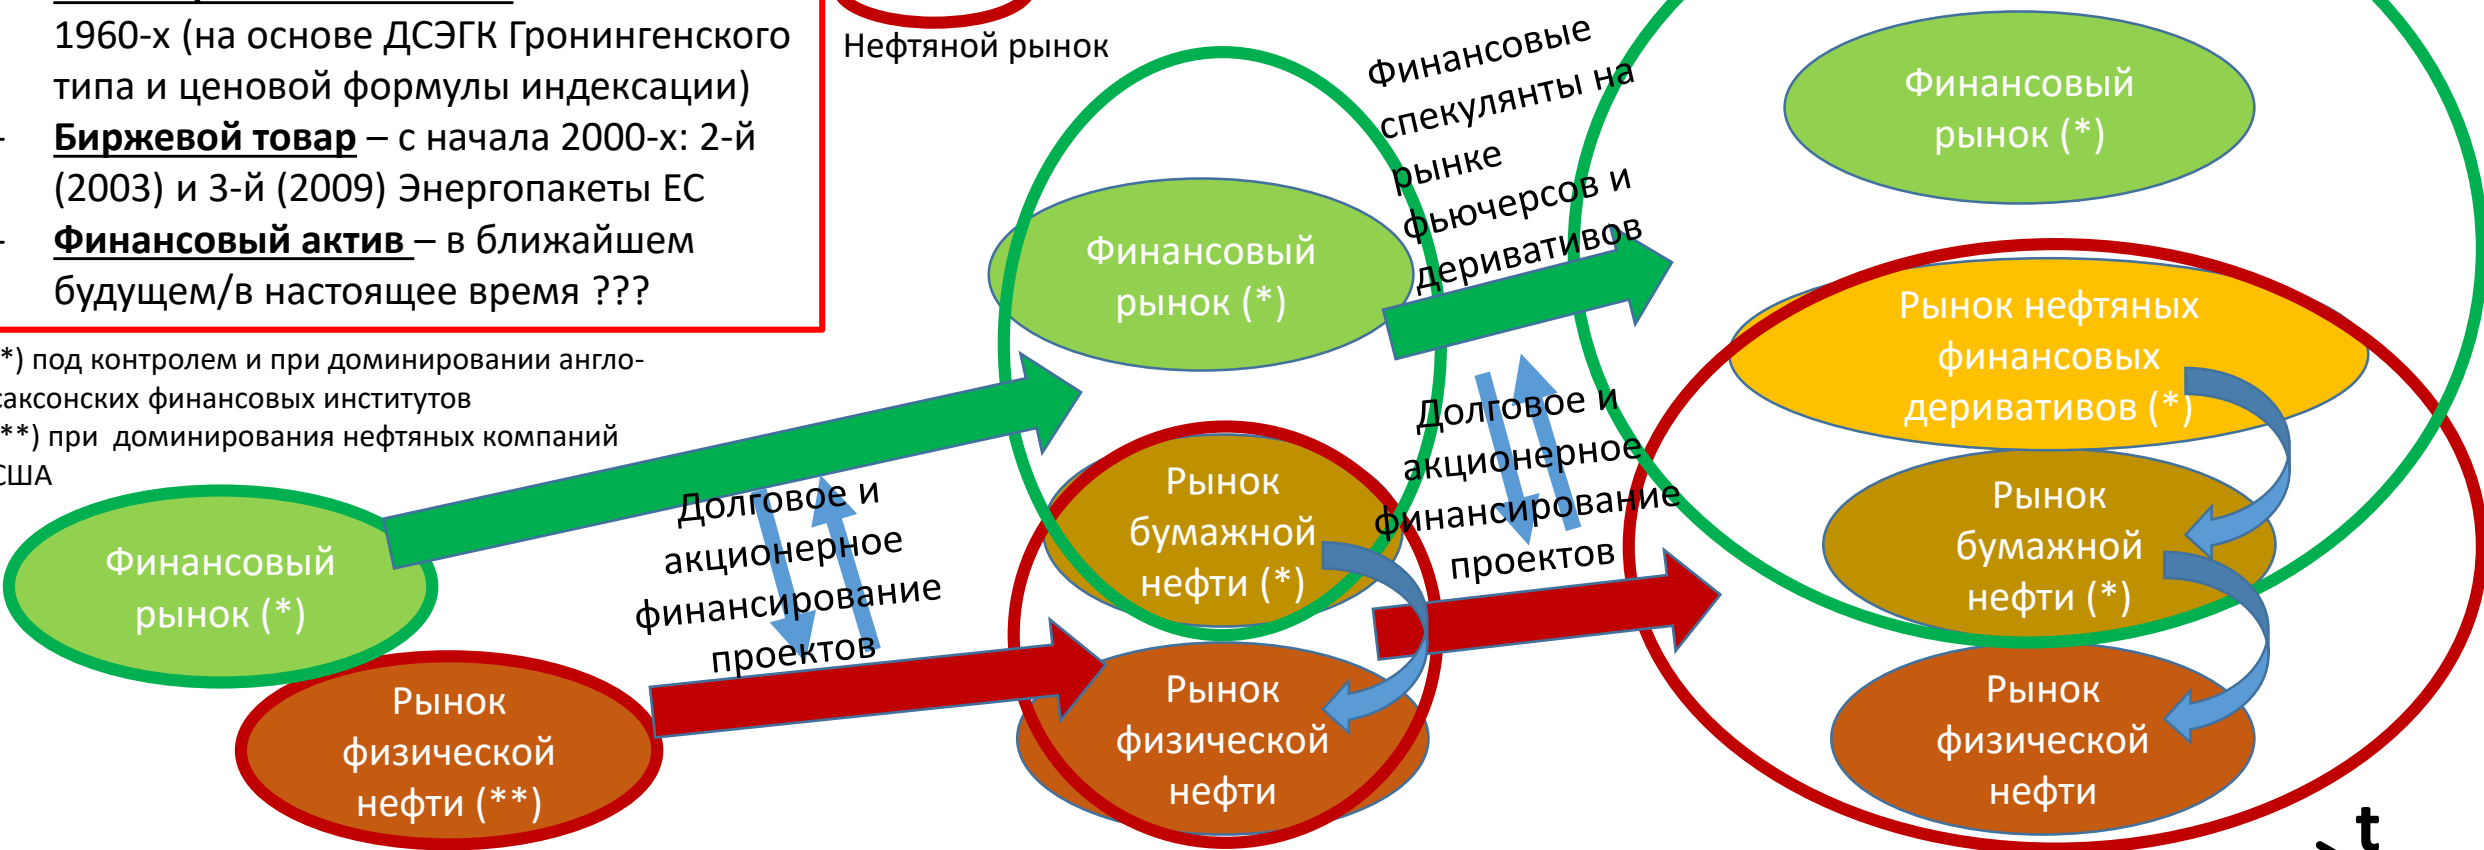 1960-х (на основе ДСЭГК Гронингенского
типа и ценовой формулы индексации)
- Биржевой товар – с начала 2000-х: 2-й
(2003) и 3-й (2009) Энергопакеты ЕС
- Финансовый актив – в ближайшем
будущем/в настоящее время ???
*) под контролем и при доминировании англо-
саксонских финансовых институтов
**) при доминирования нефтяных компаний
США
Нефтяной рынок
Финансовый
рынок (*)
Рынок
физической
нефти (**)
Долговое и
акционерное
финансирование
проектов
Финансовый
рынок (*)
Рынок
бумажной
нефти (*)
Рынок
физической
нефти
Финансовые
спекулянты на
рынке
фьючерсов и
деривативов
Долговое и
акционерное
финансирование
проектов
Финансовый
рынок (*)
Рынок нефтяных
финансовых
деривативов (*)
Рынок
бумажной
нефти (*)
Рынок
физической
нефти
t